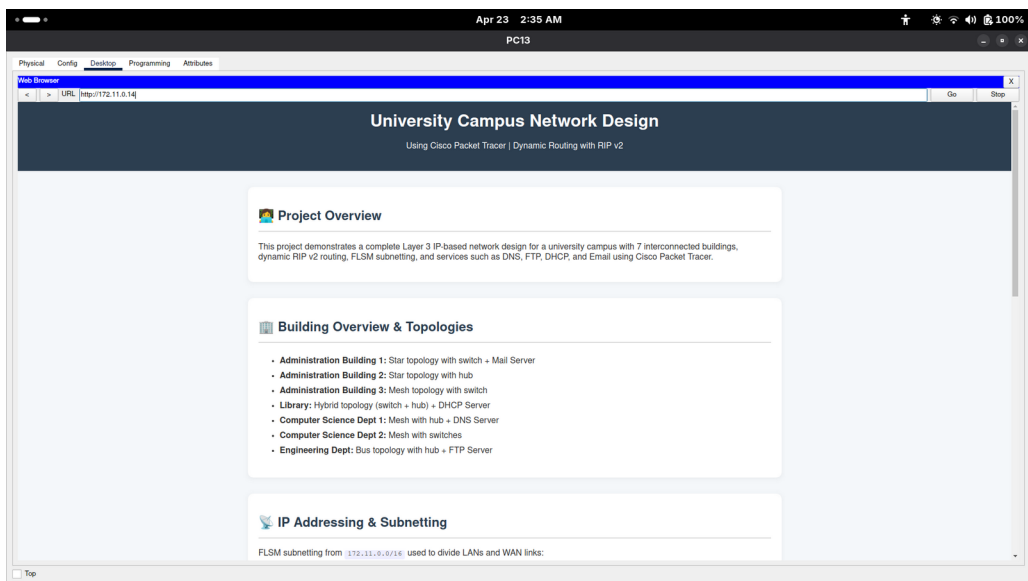 Apr 23 2:35 AM
100%
PC13
Physical Config Desktop Programming Attributes
Web Browser
X
< > URL http://172.11.0.14 Go Stop
University Campus Network Design
Using Cisco Packet Tracer | Dynamic Routing with RIP v2
Project Overview
This project demonstrates a complete Layer 3 IP-based network design for a university campus with 7 interconnected buildings,
dynamic RIP v2 routing, FLSM subnetting, and services such as DNS, FTP, DHCP, and Email using Cisco Packet Tracer.
Building Overview & Topologies
• Administration Building 1: Star topology with switch + Mail Server
• Administration Building 2: Star topology with hub
• Administration Building 3: Mesh topology with switch
• Library: Hybrid topology (switch + hub) + DHCP Server
• Computer Science Dept 1: Mesh with hub + DNS Server
• Computer Science Dept 2: Mesh with switches
• Engineering Dept: Bus topology with hub + FTP Server
IP Addressing & Subnetting
FLSM subnetting from 172.11.0.0/16 used to divide LANs and WAN links:
Top